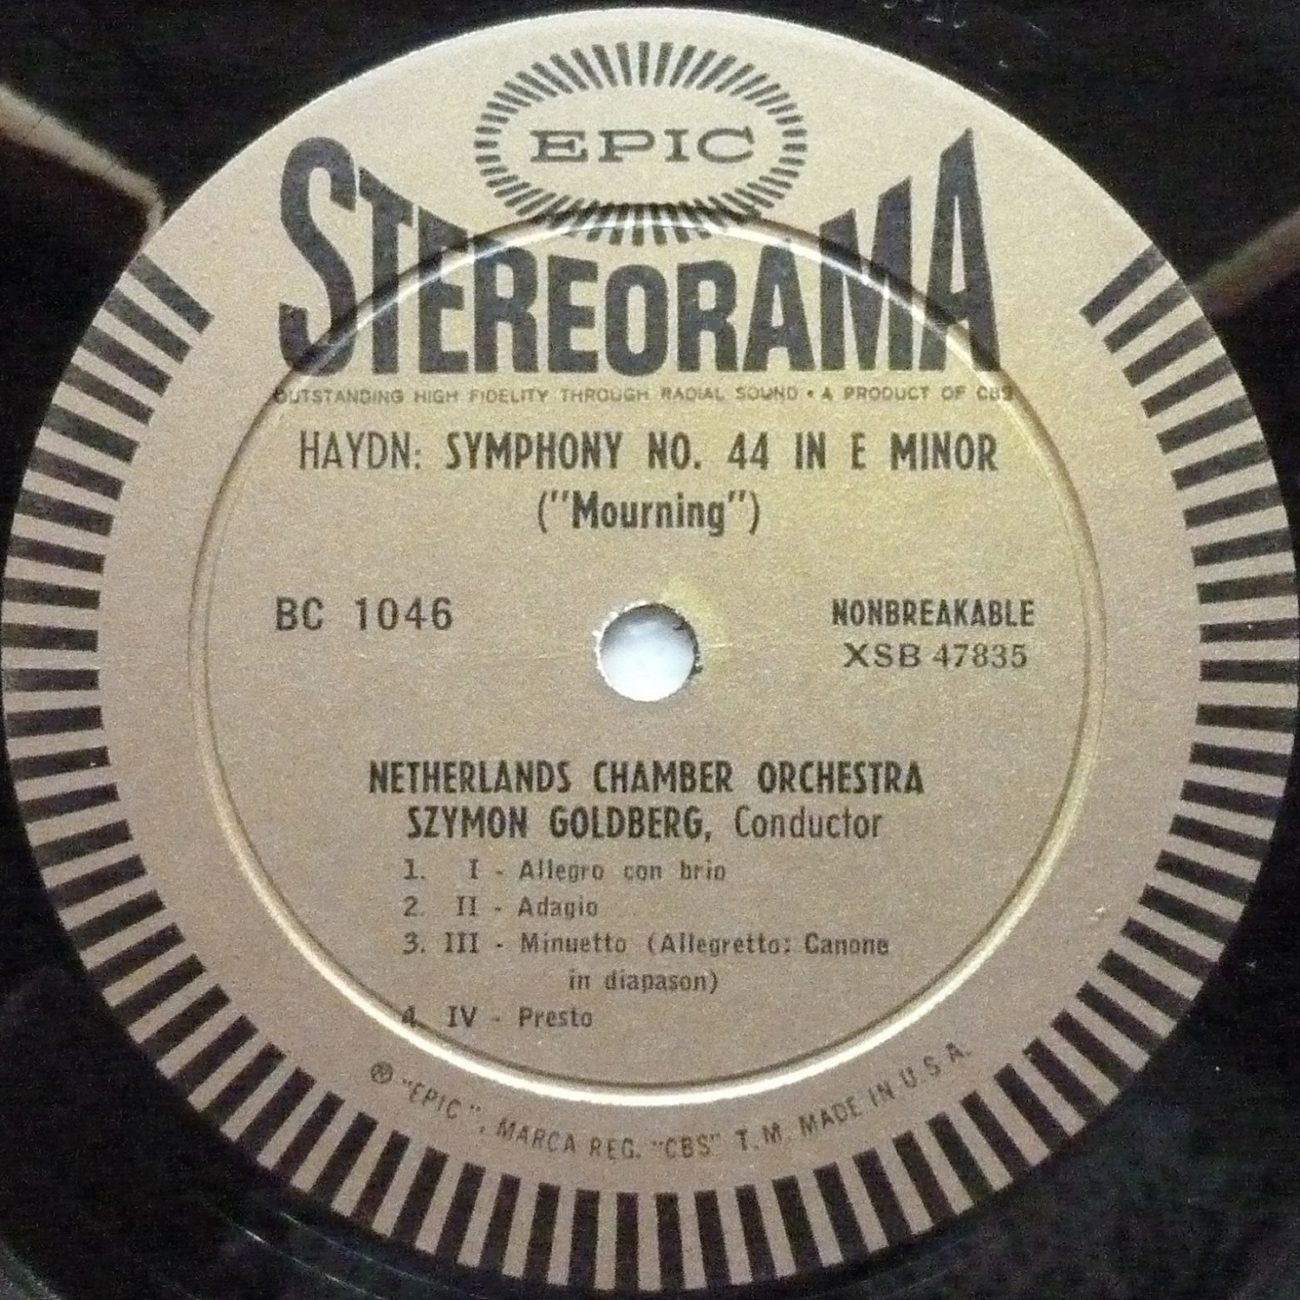 EPIC
STEREORAMA
OUTSTANDING HIGH FIDELITY THROUGH RADIAL SOUND • A PRODUCT OF CBS
HAYDN: SYMPHONY NO. 44 IN E MINOR
("Mourning")
BC 1046
NONBREAKABLE
XSB 47835
NETHERLANDS CHAMBER ORCHESTRA
SZYMON GOLDBERG, Conductor
1. I - Allegro con brio
2. II - Adagio
3. III - Minuetto (Allegretto: Canone
in diapason)
4. IV - Presto
® "EPIC", MARCA REG. "CBS" T.M. MADE IN U.S.A.